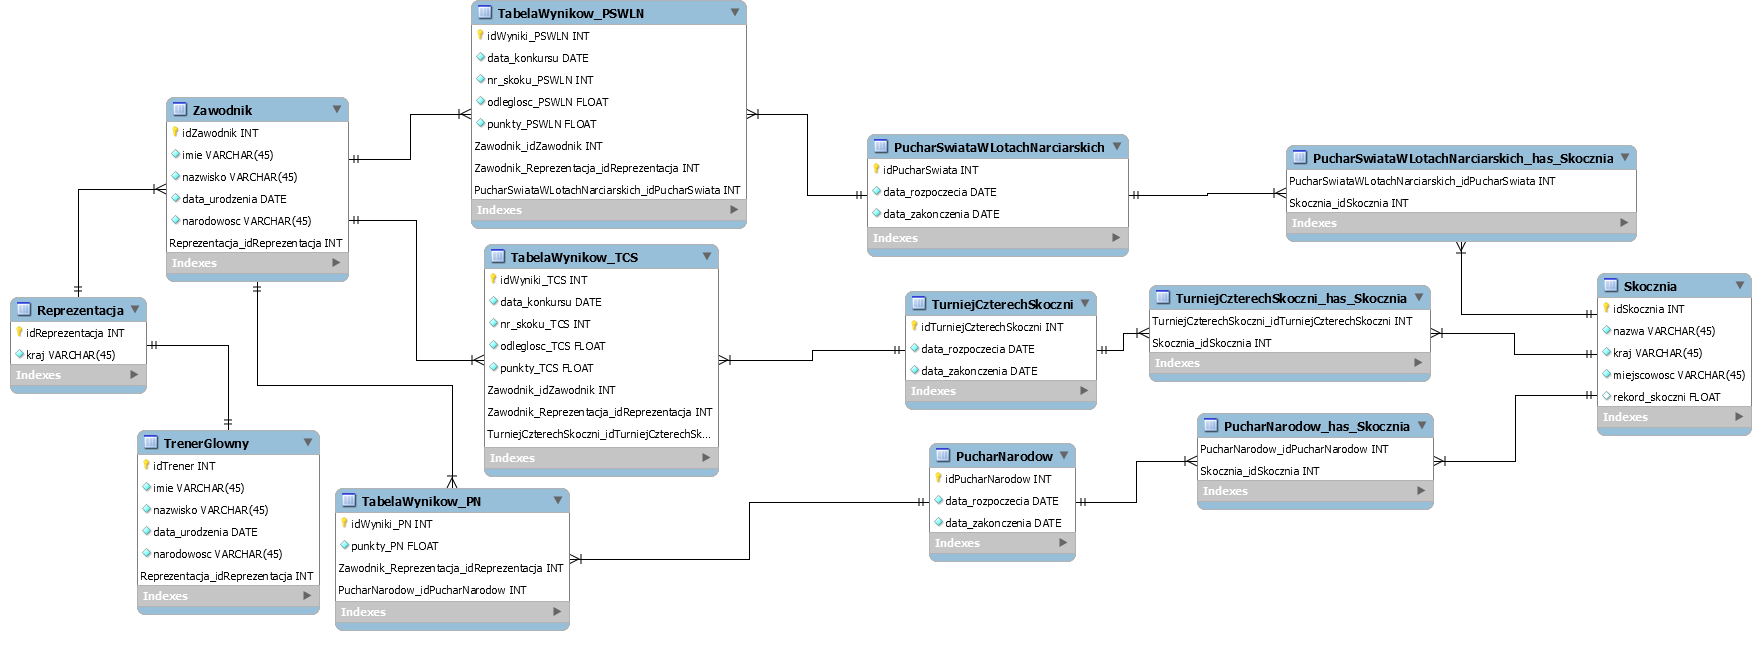 TabelaWynikow_PSWLN
idWyniki_PSWLN INT
data_konkursu DATE
nr_skoku_PSWLN INT
odleglosc_PSWLN FLOAT
punkty_PSWLN FLOAT
Zawodnik_idZawodnik INT
Zawodnik_Reprezentacja_idReprezentacja INT
PucharSwiataWLotachNarciarskich_idPucharSwiata INT
Indexes
Zawodnik
idZawodnik INT
imie VARCHAR(45)
nazwisko VARCHAR(45)
data_urodzenia DATE
narodowosc VARCHAR(45)
Reprezentacja_idReprezentacja INT
Indexes
PucharSwiataWLotachNarciarskich
idPucharSwiata INT
data_rozpoczecia DATE
data_zakonczenia DATE
Indexes
PucharSwiataWLotachNarciarskich_has_Skocznia
PucharSwiataWLotachNarciarskich_idPucharSwiata INT
Skocznia_idSkocznia INT
Indexes
TabelaWynikow_TCS
idWyniki_TCS INT
data_konkursu DATE
nr_skoku_TCS INT
odleglosc_TCS FLOAT
punkty_TCS FLOAT
Zawodnik_idZawodnik INT
Zawodnik_Reprezentacja_idReprezentacja INT
TurniejCzterechSkoczni_idTurniejCzterechSk...
Indexes
Reprezentacja
idReprezentacja INT
kraj VARCHAR(45)
Indexes
TurniejCzterechSkoczni
idTurniejCzterechSkoczni INT
data_rozpoczecia DATE
data_zakonczenia DATE
Indexes
TurniejCzterechSkoczni_has_Skocznia
TurniejCzterechSkoczni_idTurniejCzterechSkoczni INT
Skocznia_idSkocznia INT
Indexes
Skocznia
idSkocznia INT
nazwa VARCHAR(45)
kraj VARCHAR(45)
miejscowosc VARCHAR(45)
rekord_skoczni FLOAT
Indexes
TrenerGlowny
idTrener INT
imie VARCHAR(45)
nazwisko VARCHAR(45)
data_urodzenia DATE
narodowosc VARCHAR(45)
Reprezentacja_idReprezentacja INT
Indexes
TabelaWynikow_PN
idWyniki_PN INT
punkty_PN FLOAT
Zawodnik_Reprezentacja_idReprezentacja INT
PucharNarodow_idPucharNarodow INT
Indexes
PucharNarodow
idPucharNarodow INT
data_rozpoczecia DATE
data_zakonczenia DATE
Indexes
PucharNarodow_has_Skocznia
PucharNarodow_idPucharNarodow INT
Skocznia_idSkocznia INT
Indexes